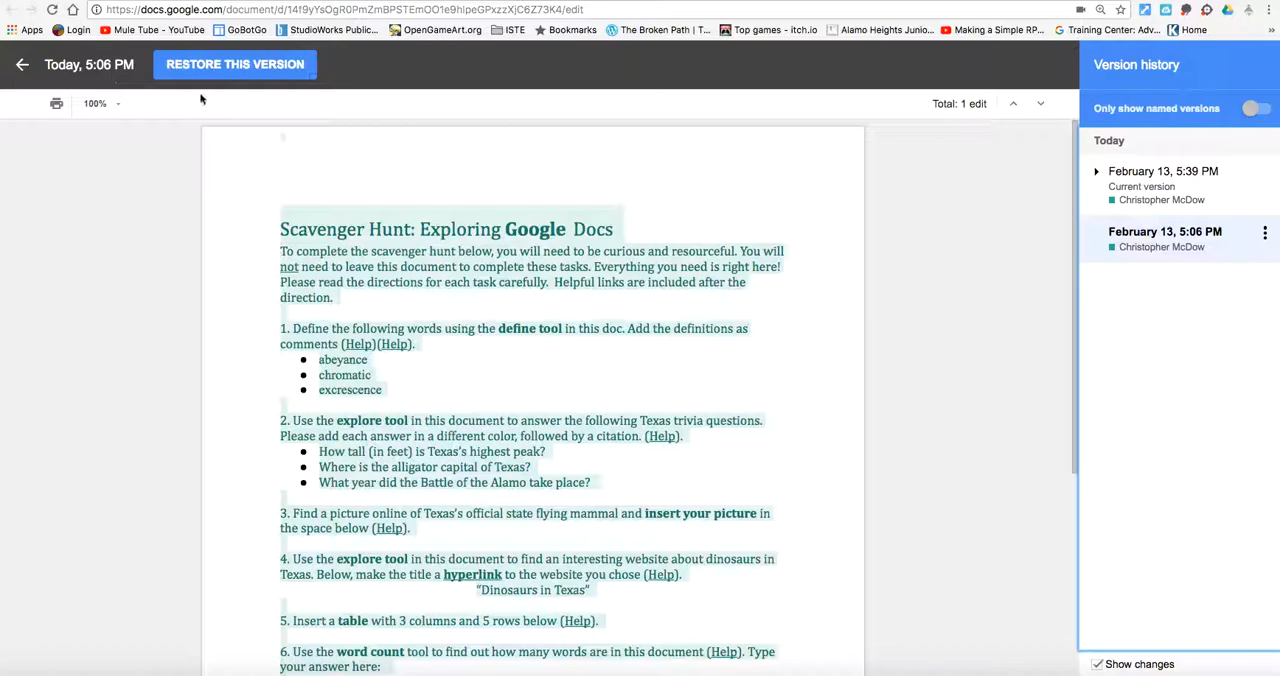 https://docs.google.com/document/d/14f9yYsOgR0PmZmBPSTEmOO1e9hlpeGPxzzXjC6Z73K4/edit
Apps Login Mule Tube - YouTube GoBotGo StudioWorks Public... OpenGameArt.org ISTE Bookmarks The Broken Path | T... Top games - itch.io Alamo Heights Junio... Making a Simple RP... Training Center: Adv... Home »
Today, 5:06 PM RESTORE THIS VERSION Version history
100% Total: 1 edit Only show named versions
Today
February 13, 5:39 PM
Current version
Christopher McDow
February 13, 5:06 PM
Christopher McDow
Scavenger Hunt: Exploring Google Docs
To complete the scavenger hunt below, you will need to be curious and resourceful. You will
not need to leave this document to complete these tasks. Everything you need is right here!
Please read the directions for each task carefully. Helpful links are included after the
direction.
1. Define the following words using the define tool in this doc. Add the definitions as
comments (Help)(Help).
● abeyance
● chromatic
● excrescence
2. Use the explore tool in this document to answer the following Texas trivia questions.
Please add each answer in a different color, followed by a citation. (Help).
● How tall (in feet) is Texas's highest peak?
● Where is the alligator capital of Texas?
● What year did the Battle of the Alamo take place?
3. Find a picture online of Texas's official state flying mammal and insert your picture in
the space below (Help).
4. Use the explore tool in this document to find an interesting website about dinosaurs in
Texas. Below, make the title a hyperlink to the website you chose (Help).
"Dinosaurs in Texas"
5. Insert a table with 3 columns and 5 rows below (Help).
6. Use the word count tool to find out how many words are in this document (Help). Type
your answer here:
Show changes